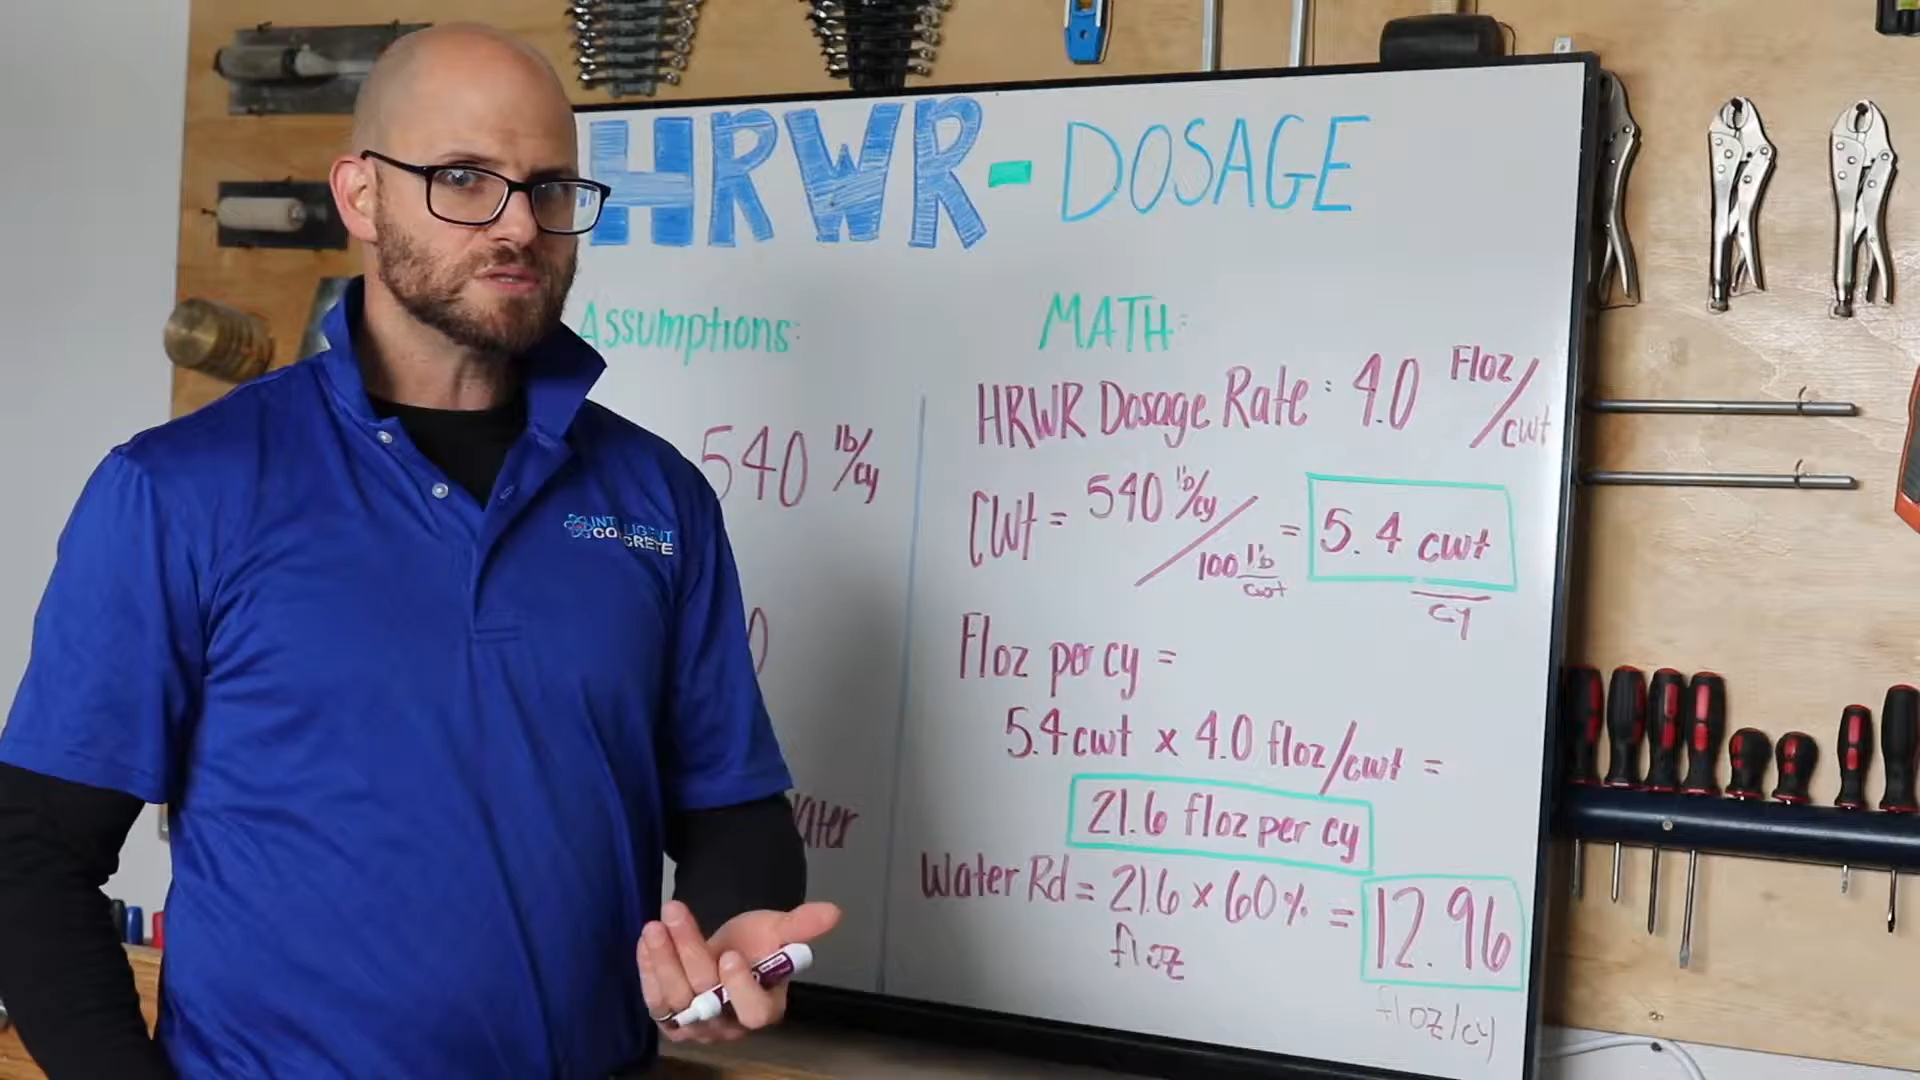 HRWR - DOSAGE
Assumptions:
540 lb/cy
MATH:
HRWR Dosage Rate: 4.0 Floz/cwt
Cwt = 540 lb/cy / 100 lb/cwt = 5.4 cwt/cy
Floz per cy =
5.4 cwt x 4.0 floz/cwt =
21.6 floz per cy
Water Rd = 21.6 x 60% = 12.96
floz
floz/cy
INTELLIGENT
CONCRETE